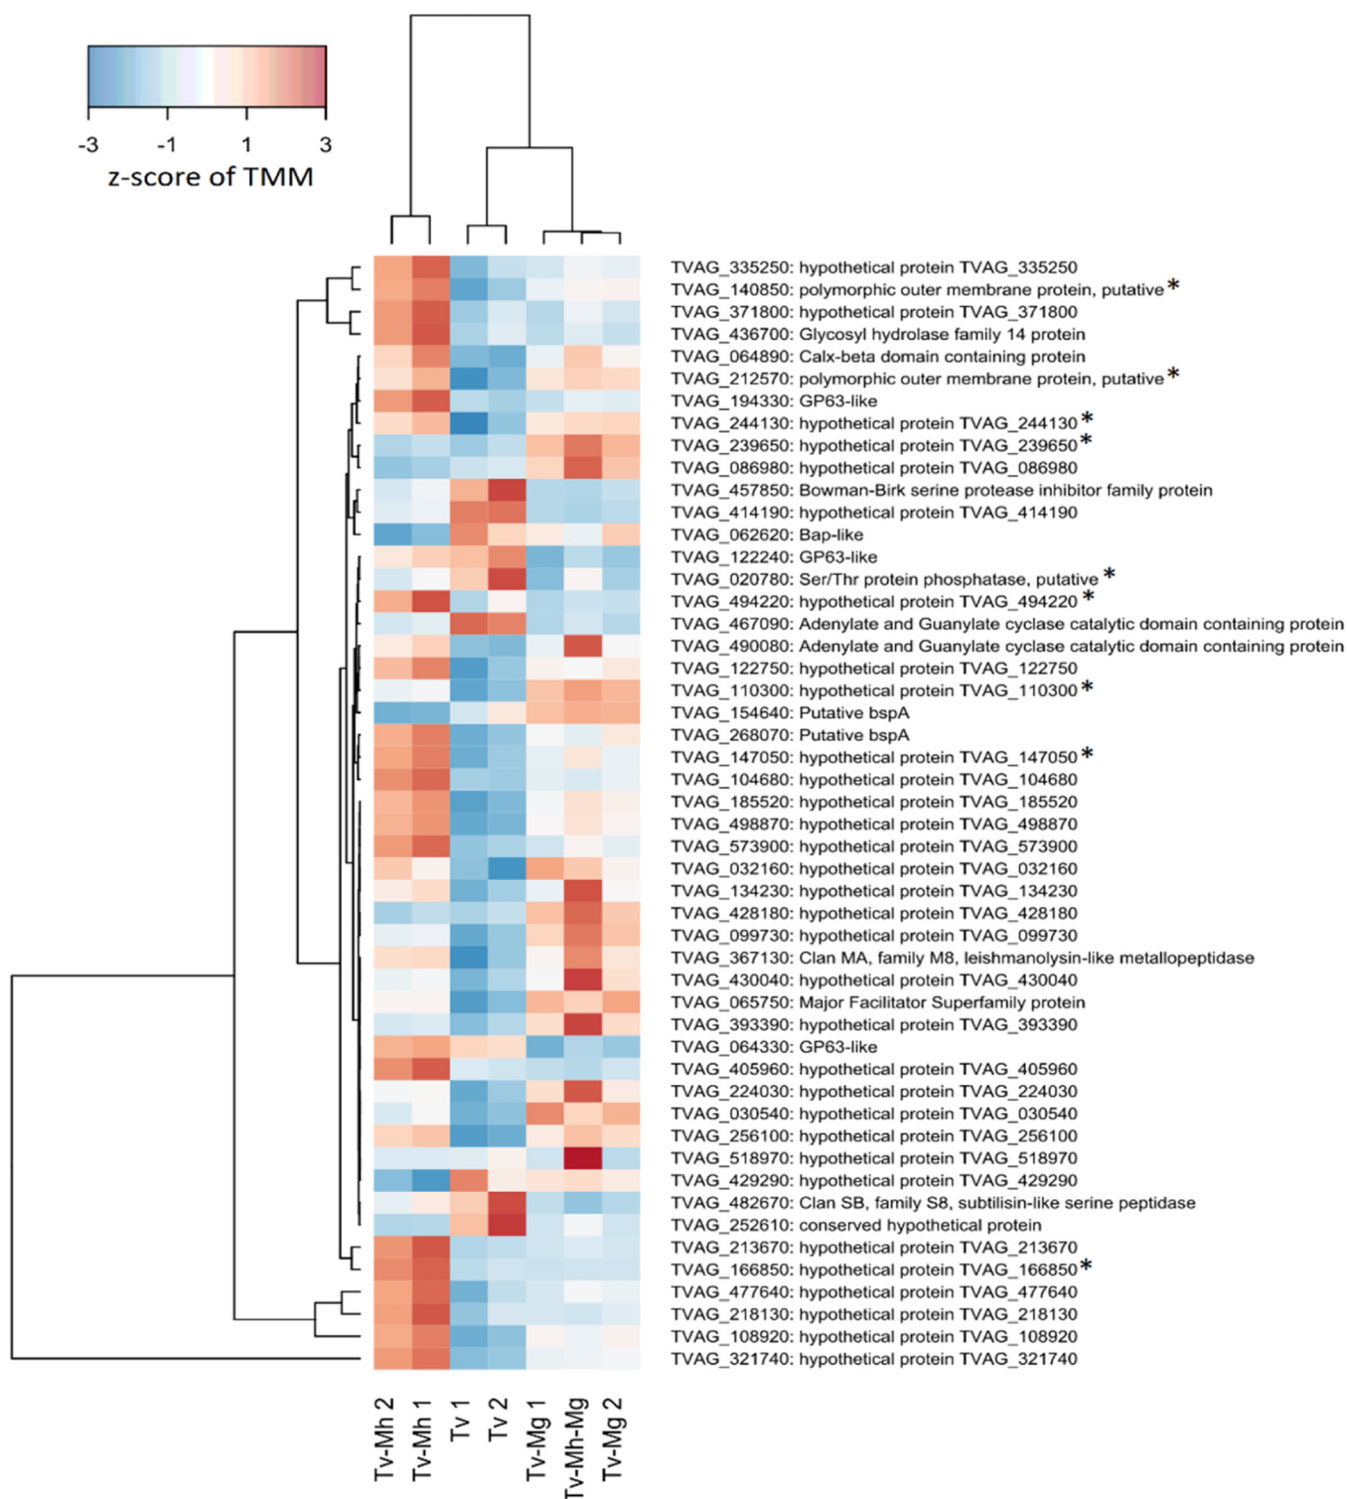 -3 -1 1 3
z-score of TMM
TVAG_335250: hypothetical protein TVAG_335250
TVAG_140850: polymorphic outer membrane protein, putative *
TVAG_371800: hypothetical protein TVAG_371800
TVAG_436700: Glycosyl hydrolase family 14 protein
TVAG_064890: Calx-beta domain containing protein
TVAG_212570: polymorphic outer membrane protein, putative *
TVAG_194330: GP63-like
TVAG_244130: hypothetical protein TVAG_244130 *
TVAG_239650: hypothetical protein TVAG_239650 *
TVAG_086980: hypothetical protein TVAG_086980
TVAG_457850: Bowman-Birk serine protease inhibitor family protein
TVAG_414190: hypothetical protein TVAG_414190
TVAG_062620: Bap-like
TVAG_122240: GP63-like
TVAG_020780: Ser/Thr protein phosphatase, putative *
TVAG_494220: hypothetical protein TVAG_494220 *
TVAG_467090: Adenylate and Guanylate cyclase catalytic domain containing protein
TVAG_490080: Adenylate and Guanylate cyclase catalytic domain containing protein
TVAG_122750: hypothetical protein TVAG_122750
TVAG_110300: hypothetical protein TVAG_110300 *
TVAG_154640: Putative bspA
TVAG_268070: Putative bspA
TVAG_147050: hypothetical protein TVAG_147050 *
TVAG_104680: hypothetical protein TVAG_104680
TVAG_185520: hypothetical protein TVAG_185520
TVAG_498870: hypothetical protein TVAG_498870
TVAG_573900: hypothetical protein TVAG_573900
TVAG_032160: hypothetical protein TVAG_032160
TVAG_134230: hypothetical protein TVAG_134230
TVAG_428180: hypothetical protein TVAG_428180
TVAG_099730: hypothetical protein TVAG_099730
TVAG_367130: Clan MA, family M8, leishmanolysin-like metallopeptidase
TVAG_430040: hypothetical protein TVAG_430040
TVAG_065750: Major Facilitator Superfamily protein
TVAG_393390: hypothetical protein TVAG_393390
TVAG_064330: GP63-like
TVAG_405960: hypothetical protein TVAG_405960
TVAG_224030: hypothetical protein TVAG_224030
TVAG_030540: hypothetical protein TVAG_030540
TVAG_256100: hypothetical protein TVAG_256100
TVAG_518970: hypothetical protein TVAG_518970
TVAG_429290: hypothetical protein TVAG_429290
TVAG_482670: Clan SB, family S8, subtilisin-like serine peptidase
TVAG_252610: conserved hypothetical protein
TVAG_213670: hypothetical protein TVAG_213670
TVAG_166850: hypothetical protein TVAG_166850 *
TVAG_477640: hypothetical protein TVAG_477640
TVAG_218130: hypothetical protein TVAG_218130
TVAG_108920: hypothetical protein TVAG_108920
TVAG_321740: hypothetical protein TVAG_321740
Tv-Mh 2
Tv-Mh 1
Tv 1
Tv 2
Tv-Mg 1
Tv-Mh-Mg
Tv-Mg 2